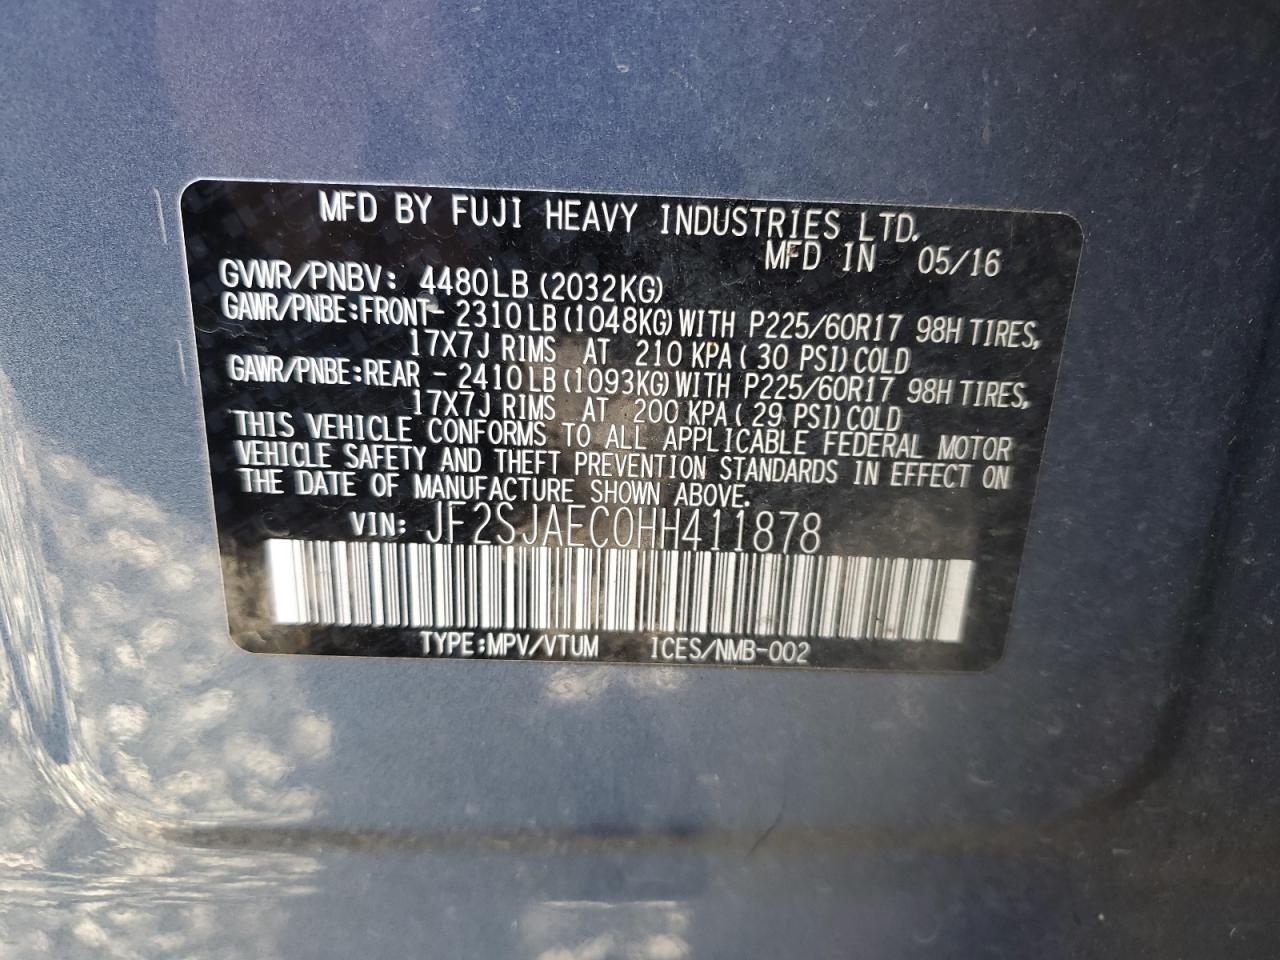 MFD BY FUJI HEAVY INDUSTRIES LTD.
MFD IN 05/16
GVWR/PNBV: 4480LB (2032KG)
GAWR/PNBE:FRONT- 2310LB (1048KG) WITH P225/60R17 98H TIRES,
17X7J RIMS AT 210 KPA ( 30 PSI) COLD
GAWR/PNBE:REAR - 2410LB (1093KG) WITH P225/60R17 98H TIRES,
17X7J RIMS AT 200 KPA ( 29 PSI) COLD
THIS VEHICLE CONFORMS TO ALL APPLICABLE FEDERAL MOTOR
VEHICLE SAFETY AND THEFT PREVENTION STANDARDS IN EFFECT ON
THE DATE OF MANUFACTURE SHOWN ABOVE.
VIN: JF2SJAEC0HH411878
TYPE:MPV/VTUM ICES/NMB-002